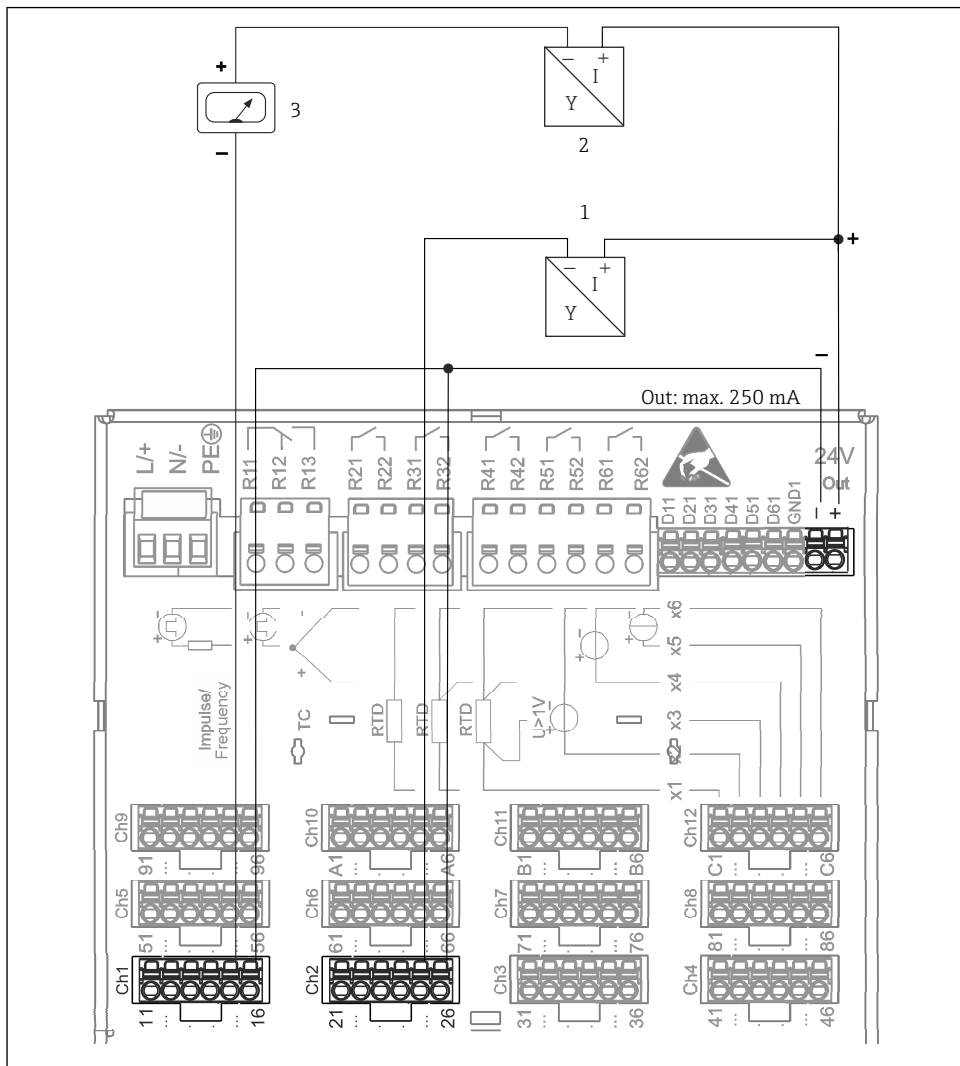 − +
I
Y
2
+
3
−
1
− +
I
Y
+
−
Out: max. 250 mA
L/+ N/- PE R11 R12 R13 R21 R22 R31 R32 R41 R42 R51 R52 R61 R62 24V
Out
D11 D21 D31 D41 D51 D61 GND1 − +
- + - + - + - + - +
x6
x5
x4
x3
x2
x1
Impulse/
Frequency
TC
RTD RTD RTD U>1V
Ch9 Ch10 Ch11 Ch12
91 ... . ... 96 A1 ... . ... A6 B1 ... . ... B6 C1 ... . ... C6
Ch5 Ch6 Ch7 Ch8
51 ... . ... 56 61 ... . ... 66 71 ... . ... 76 81 ... . ... 86
Ch1 Ch2 Ch3 Ch4
11 ... . ... 16 21 ... . ... 26 31 ... . ... 36 41 ... . ... 46